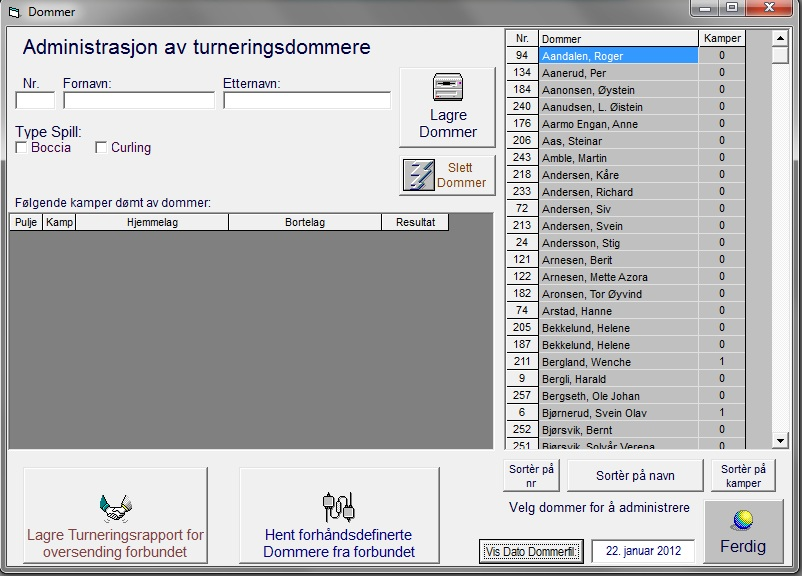 Dommer
Administrasjon av turneringsdommere
Nr. Fornavn: Etternavn:
Lagre
Dommer
Type Spill:
Boccia Curling
Slett
Dommer
Følgende kamper dømt av dommer:
Pulje Kamp Hjemmelag Bortelag Resultat
Nr. Dommer Kamper
94 Aandalen, Roger 0
134 Aanerud, Per 0
184 Aanonsen, Øystein 0
240 Aanudsen, L. Øistein 0
176 Aarmo Engan, Anne 0
206 Aas, Steinar 0
243 Amble, Martin 0
218 Andersen, Kåre 0
233 Andersen, Richard 0
72 Andersen, Siv 0
213 Andersen, Svein 0
24 Andersson, Stig 0
121 Arnesen, Berit 0
122 Arnesen, Mette Azora 0
182 Aronsen, Tor Øyvind 0
74 Arstad, Hanne 0
205 Bekkelund, Helene 0
187 Bekkelund, Helene 0
211 Bergland, Wenche 1
9 Bergli, Harald 0
257 Bergseth, Ole Johan 0
6 Bjørnerud, Svein Olav 1
252 Bjørsvik, Bernt 0
251 Bjørsvik, Solvår Verena 0
Sortèr på
nr
Sortèr på navn
Sortèr på
kamper
Velg dommer for å administrere
Lagre Turneringsrapport for
oversending forbundet
Hent forhåndsdefinerte
Dommere fra forbundet
Vis Dato Dommerfil: 22. januar 2012
Ferdig